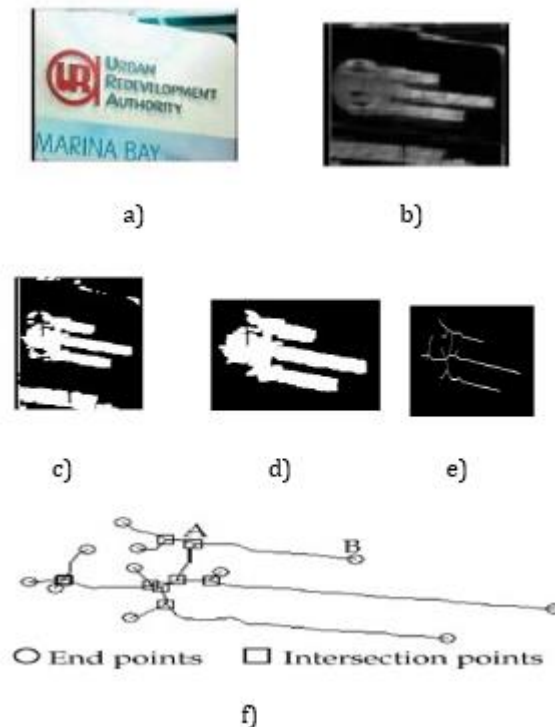 UR
URBAN
REDEVELOPMENT
AUTHORITY
MARINA BAY
a)
b)
c)
d)
e)
A
B
End points
Intersection points
f)